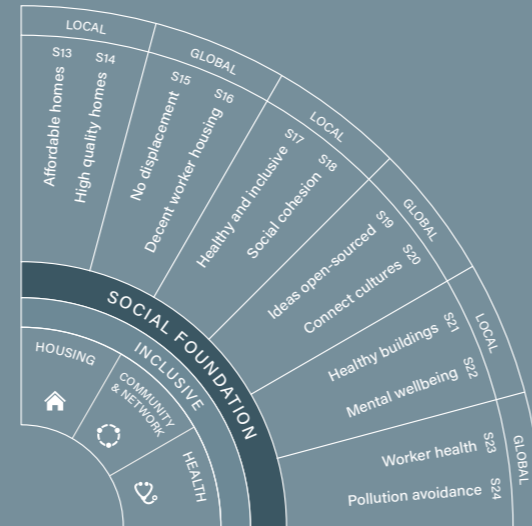 LOCAL
S13
Affordable homes
S14
High quality homes
GLOBAL
S15
No displacement
S16
Decent worker housing
LOCAL
S17
Healthy and inclusive
S18
Social cohesion
GLOBAL
S19
Ideas open-sourced
S20
Connect cultures
LOCAL
S21
Healthy buildings
S22
Mental wellbeing
GLOBAL
S23
Worker health
S24
Pollution avoidance
SOCIAL FOUNDATION
INCLUSIVE
HOUSING
COMMUNITY
& NETWORK
HEALTH